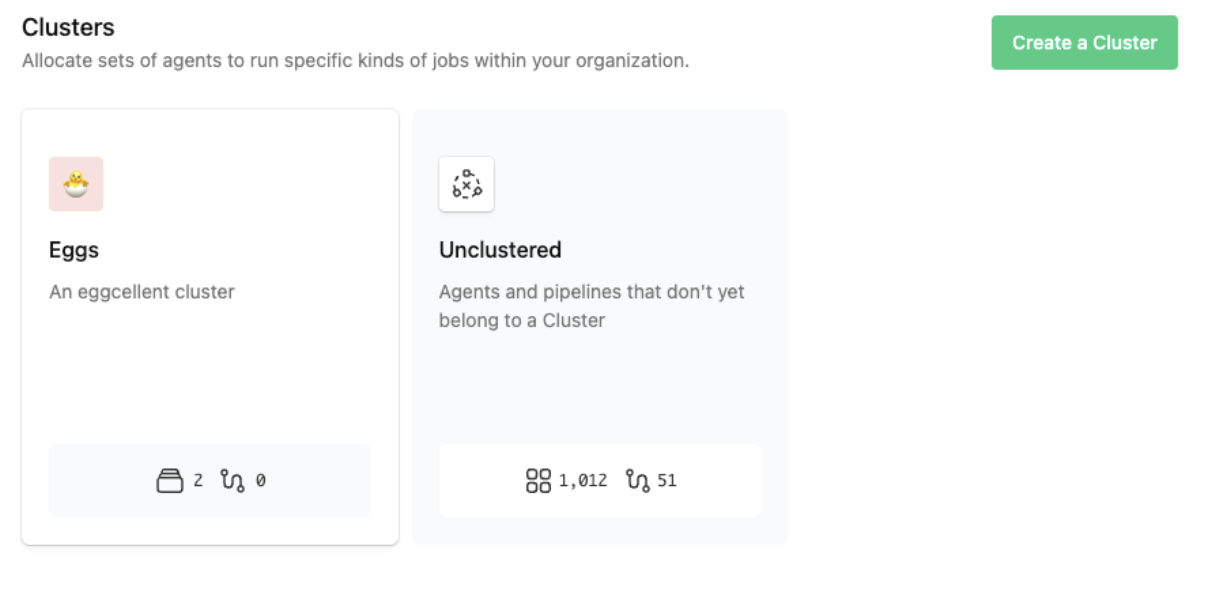 Clusters
Create a Cluster
Allocate sets of agents to run specific kinds of jobs within your organization.
Eggs
An eggcellent cluster
2 0
Unclustered
Agents and pipelines that don't yet
belong to a Cluster
1,012 51